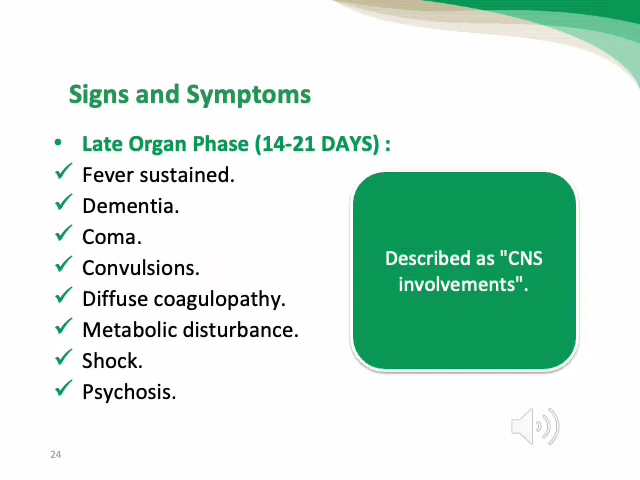 Signs and Symptoms
• Late Organ Phase (14-21 DAYS) :
✓ Fever sustained.
✓ Dementia.
✓ Coma.
✓ Convulsions.
✓ Diffuse coagulopathy.
✓ Metabolic disturbance.
✓ Shock.
✓ Psychosis.
Described as "CNS
involvements".
24